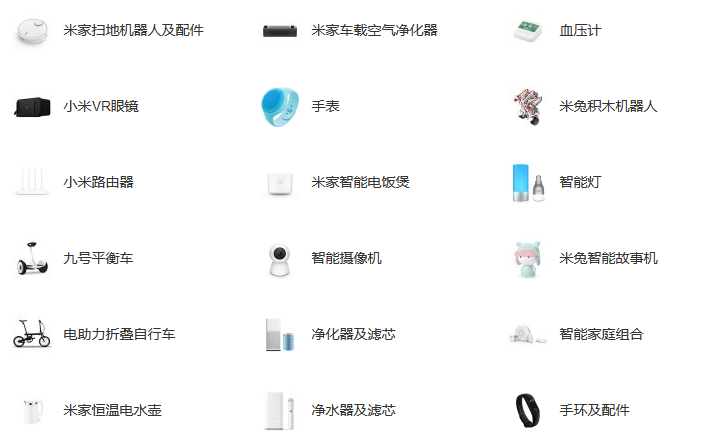 米家扫地机器人及配件
米家车载空气净化器
血压计
小米VR眼镜
手表
米兔积木机器人
小米路由器
米家智能电饭煲
智能灯
九号平衡车
智能摄像机
米兔智能故事机
电助力折叠自行车
净化器及滤芯
智能家庭组合
米家恒温电水壶
净水器及滤芯
手环及配件